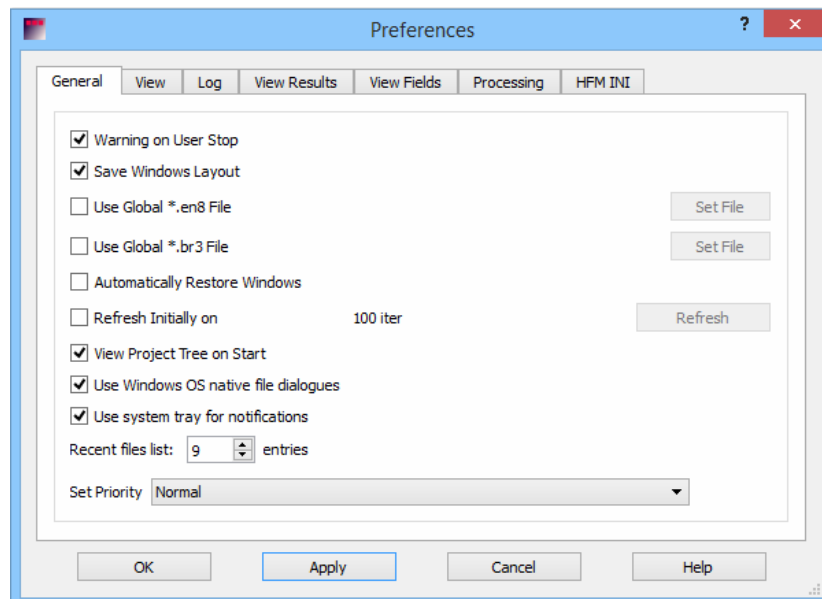 Preferences
?
General View Log View Results View Fields Processing HFM INI
Warning on User Stop
Save Windows Layout
Use Global *.en8 File Set File
Use Global *.br3 File Set File
Automatically Restore Windows
Refresh Initially on 100 iter Refresh
View Project Tree on Start
Use Windows OS native file dialogues
Use system tray for notifications
Recent files list: 9 entries
Set Priority Normal
OK Apply Cancel Help